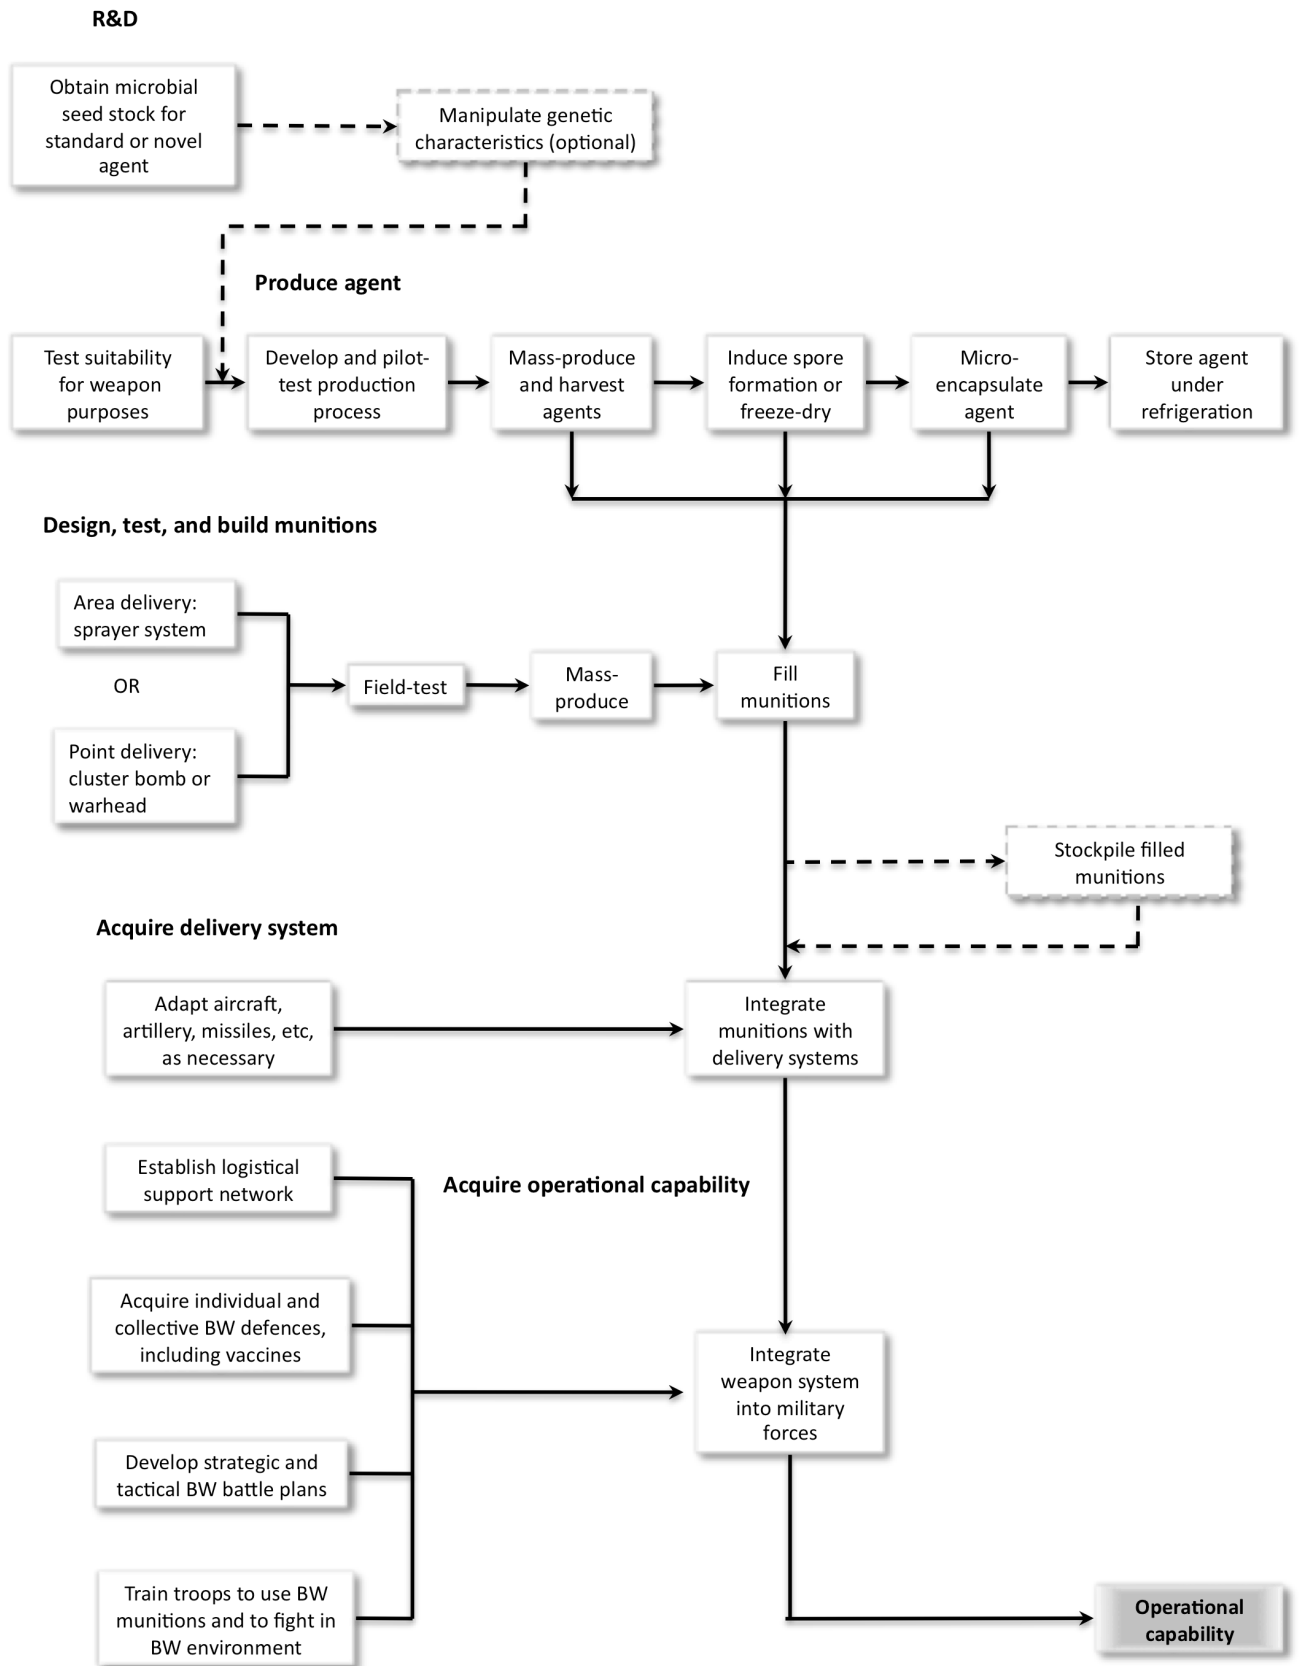 R&D
Obtain microbial
seed stock for
standard or novel
agent
Manipulate genetic
characteristics (optional)
Produce agent
Test suitability
for weapon
purposes
Develop and pilot-
test production
process
Mass-produce
and harvest
agents
Induce spore
formation or
freeze-dry
Micro-
encapsulate
agent
Store agent
under
refrigeration
Design, test, and build munitions
Area delivery:
sprayer system
OR
Point delivery:
cluster bomb or
warhead
Field-test
Mass-
produce
Fill
munitions
Stockpile filled
munitions
Acquire delivery system
Adapt aircraft,
artillery, missiles, etc,
as necessary
Integrate
munitions with
delivery systems
Establish logistical
support network
Acquire operational capability
Acquire individual and
collective BW defences,
including vaccines
Integrate
weapon system
into military
forces
Develop strategic and
tactical BW battle plans
Train troops to use BW
munitions and to fight in
BW environment
Operational
capability